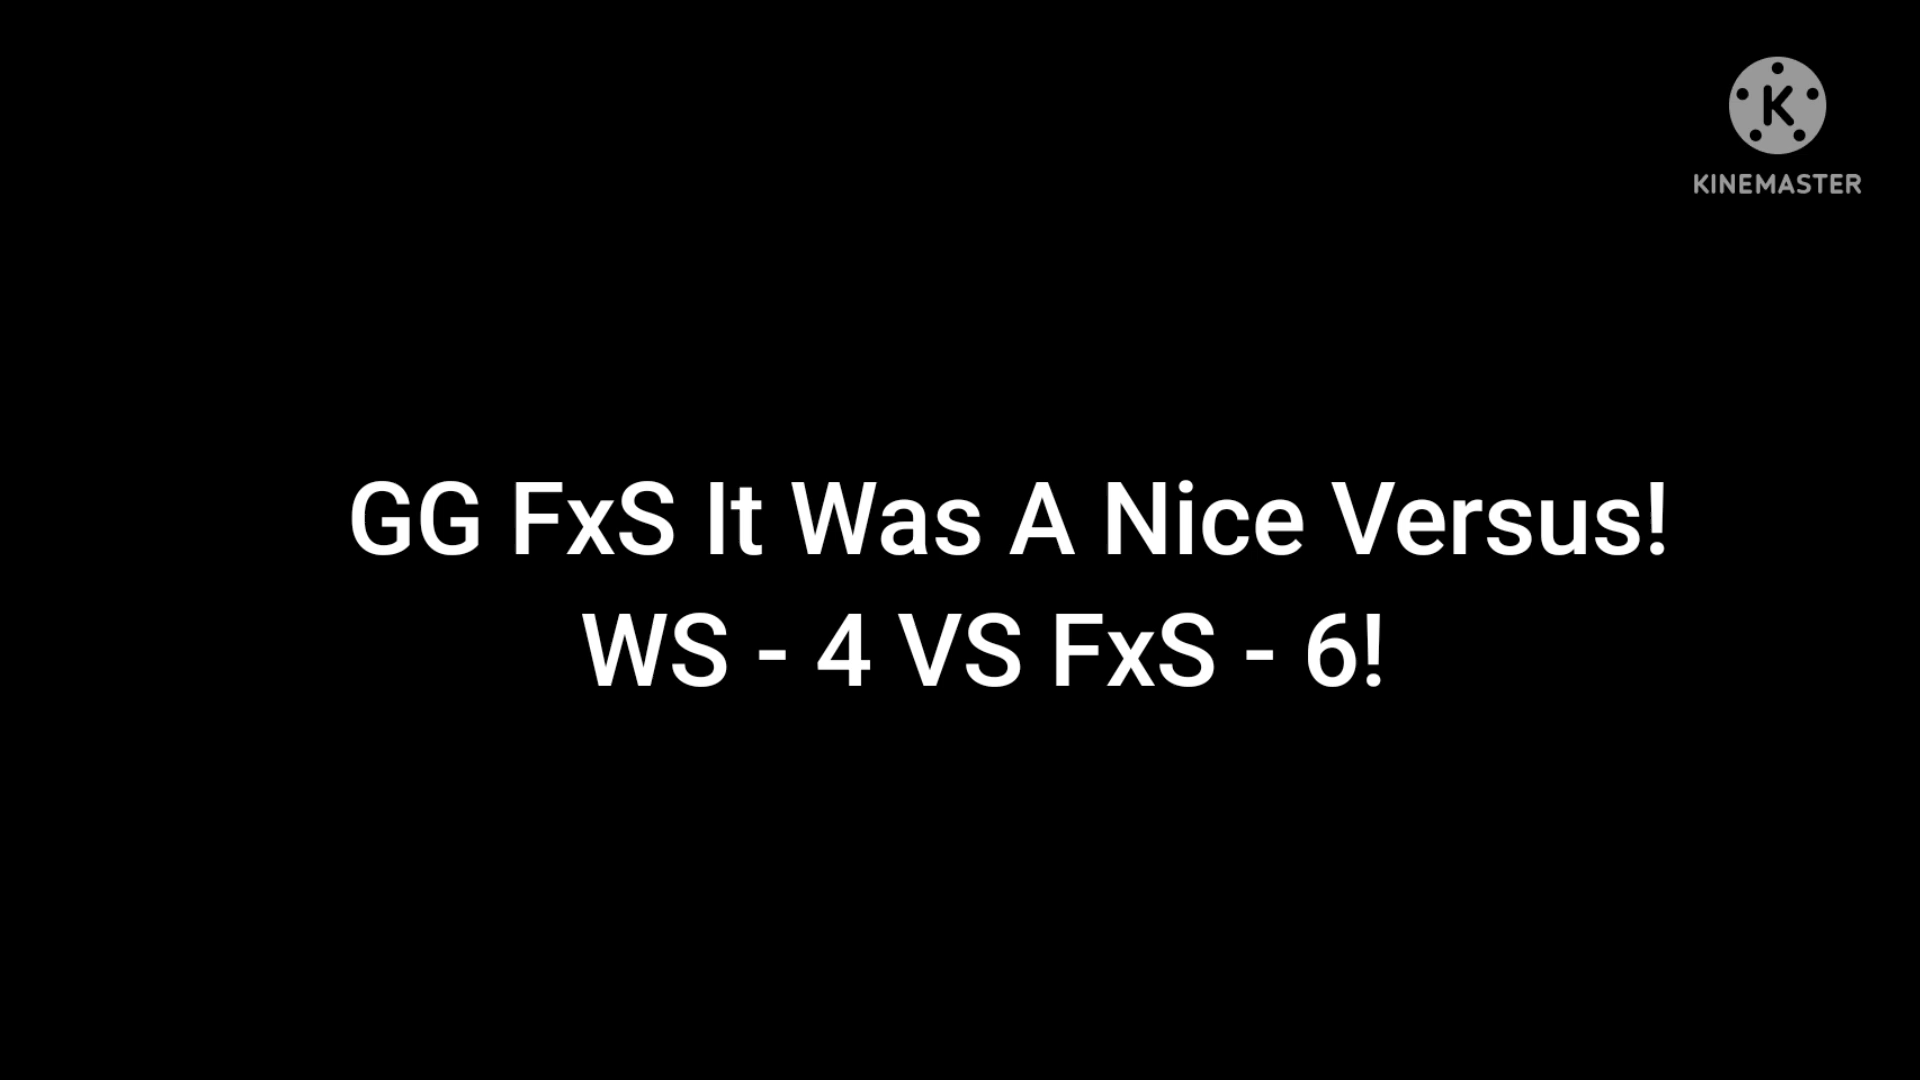 K
KINEMASTER
GG FxS It Was A Nice Versus!
WS - 4 VS FxS - 6!